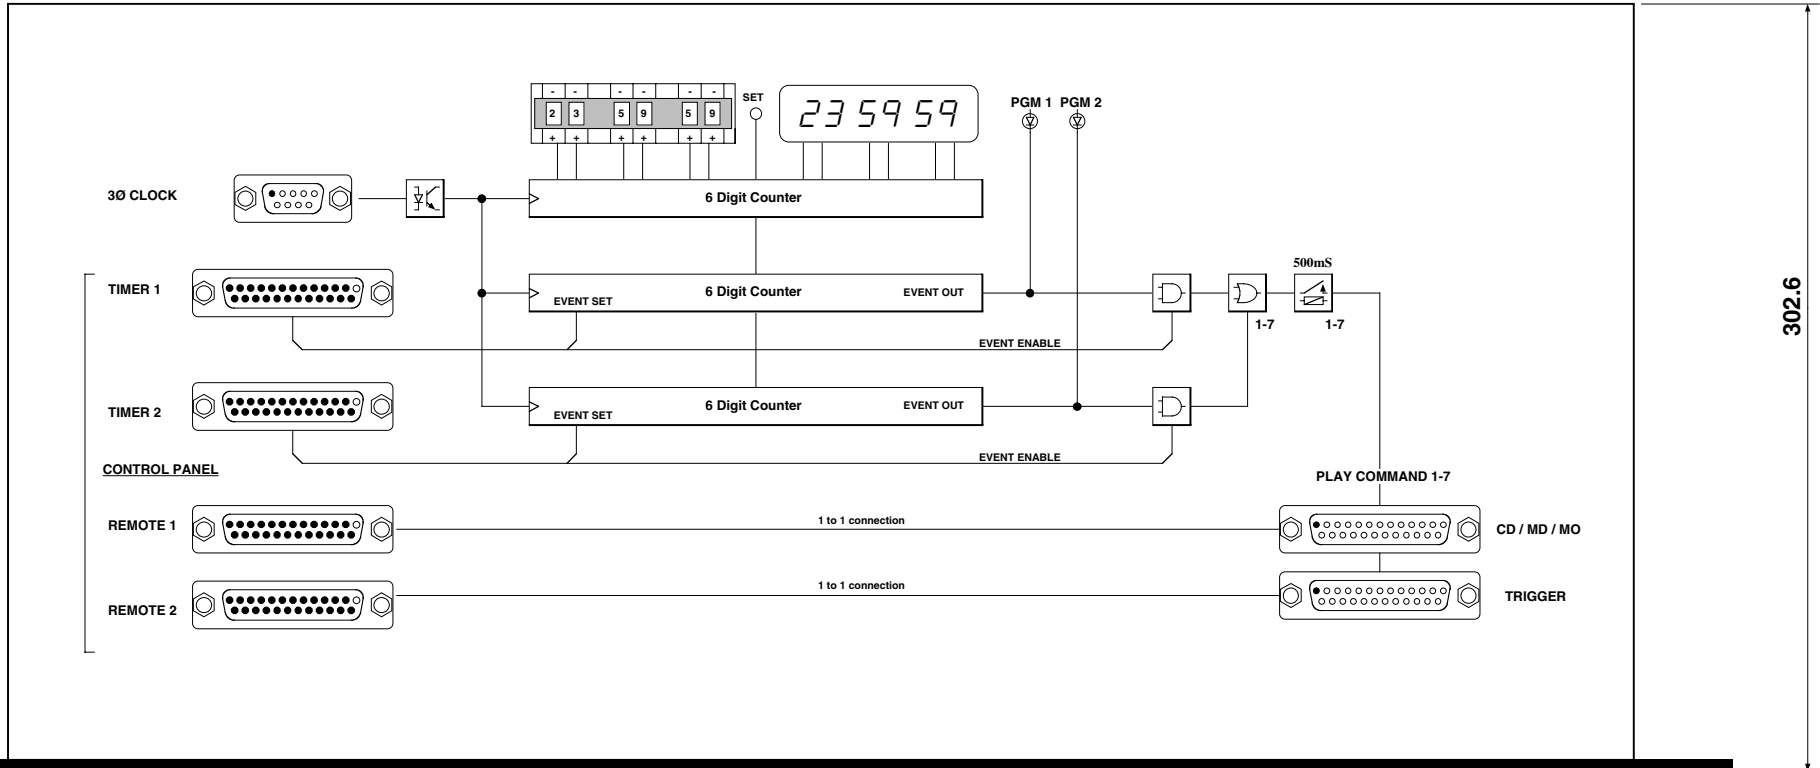 - - - - - -
2 3 5 9 5 9
+ + + + + +
SET
23 59 59
PGM 1 PGM 2
3Ø CLOCK
6 Digit Counter
TIMER 1
EVENT SET
6 Digit Counter
EVENT OUT
500mS
1-7
1-7
EVENT ENABLE
TIMER 2
EVENT SET
6 Digit Counter
EVENT OUT
EVENT ENABLE
CONTROL PANEL
PLAY COMMAND 1-7
REMOTE 1
1 to 1 connection
CD / MD / MO
REMOTE 2
1 to 1 connection
TRIGGER
302.6